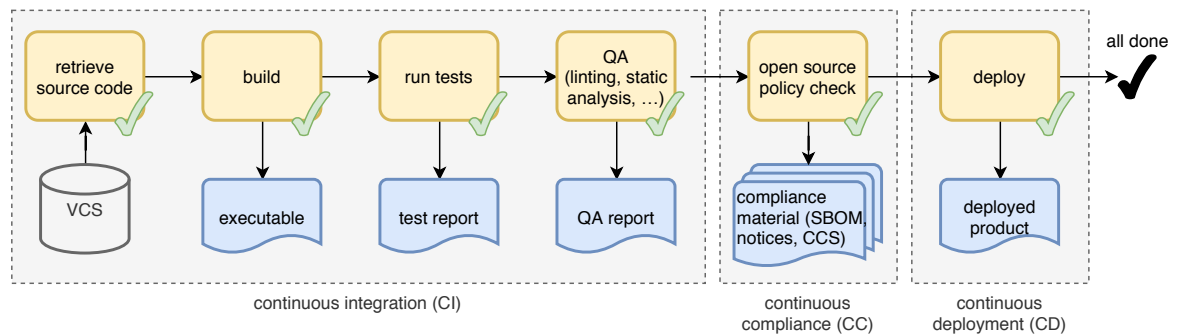 retrieve
source code
build
run tests
QA
(linting, static
analysis, …)
open source
policy check
deploy
all done
VCS
executable
test report
QA report
compliance
material (SBOM,
notices, CCS)
deployed
product
continuous integration (CI)
continuous
compliance (CC)
continuous
deployment (CD)